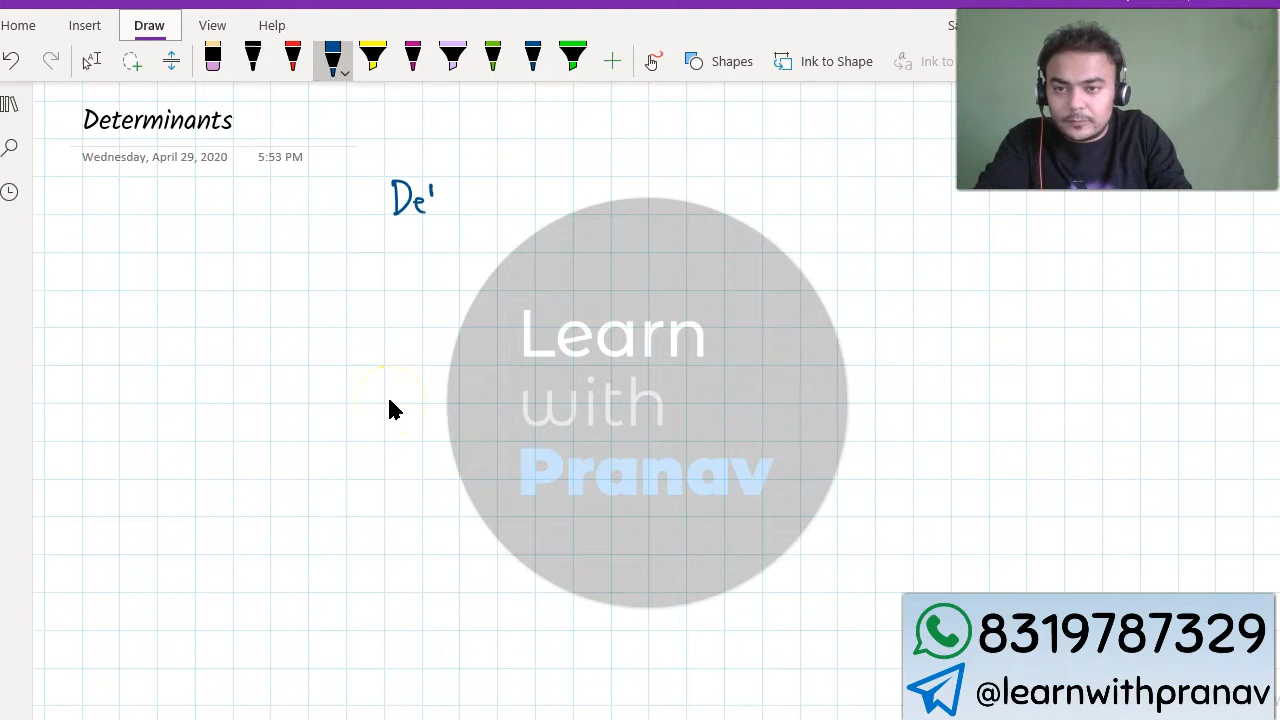 Home Insert Draw View Help Sa
Shapes Ink to Shape Ink to
Determinants
Wednesday, April 29, 2020 5:53 PM
De'
Learn
with
Pranav
8319787329
@learnwithpranav